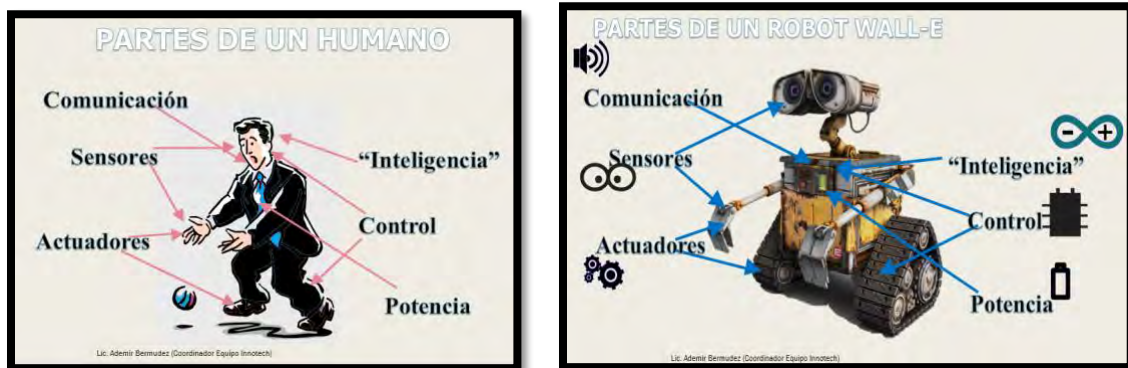 PARTES DE UN HUMANO
Comunicación
Sensores
“Inteligencia”
Control
Actuadores
Potencia
Lic. Ademir Bermudez (Coordinador Equipo Innotech)
PARTES DE UN ROBOT WALL-E
Comunicación
Sensores
“Inteligencia”
Control
Actuadores
Potencia
Lic. Ademir Bermudez (Coordinador Equipo Innotech)